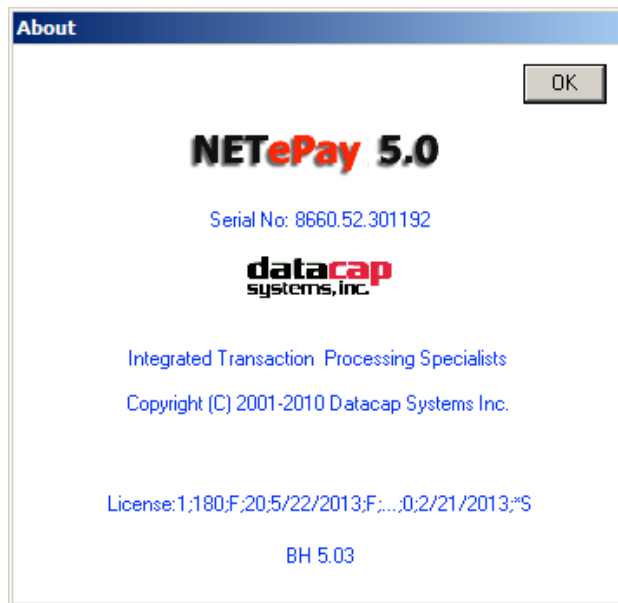 About
OK
NETePay 5.0
Serial No: 8660.52.301192
datacap
systems, inc.
Integrated Transaction Processing Specialists
Copyright (C) 2001-2010 Datacap Systems Inc.
License:1;180;F;20;5/22/2013;F;...;0;2/21/2013;*S
BH 5.03